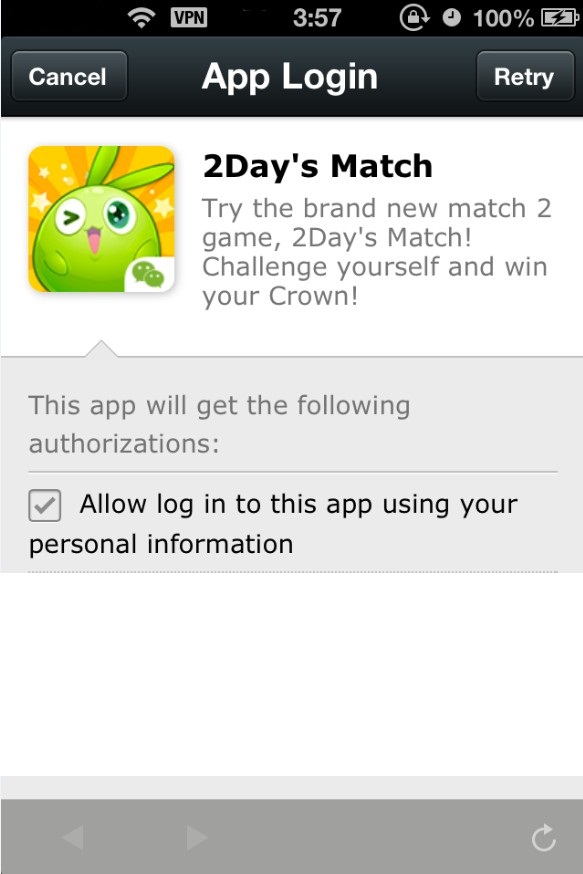 VPN 3:57 100%
Cancel App Login Retry
2Day's Match
Try the brand new match 2
game, 2Day's Match!
Challenge yourself and win
your Crown!
This app will get the following
authorizations:
Allow log in to this app using your
personal information